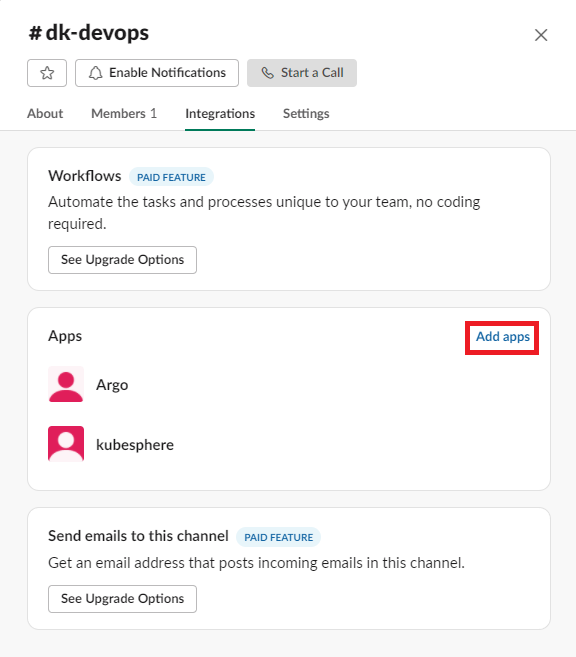 # dk-devops
Enable Notifications
Start a Call
About
Members 1
Integrations
Settings
Workflows PAID FEATURE
Automate the tasks and processes unique to your team, no coding
required.
See Upgrade Options
Apps
Add apps
Argo
kubesphere
Send emails to this channel PAID FEATURE
Get an email address that posts incoming emails in this channel.
See Upgrade Options